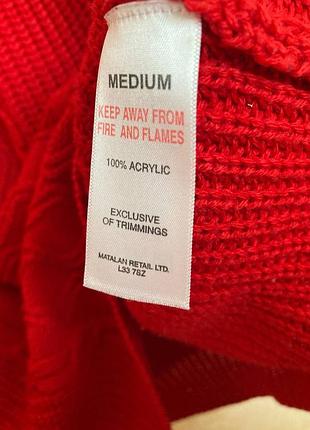 MEDIUM
KEEP AWAY FROM
FIRE AND FLAMES
100% ACRYLIC
EXCLUSIVE
OF TRIMMINGS
MATALAN RETAIL LTD.
L33 7SZ